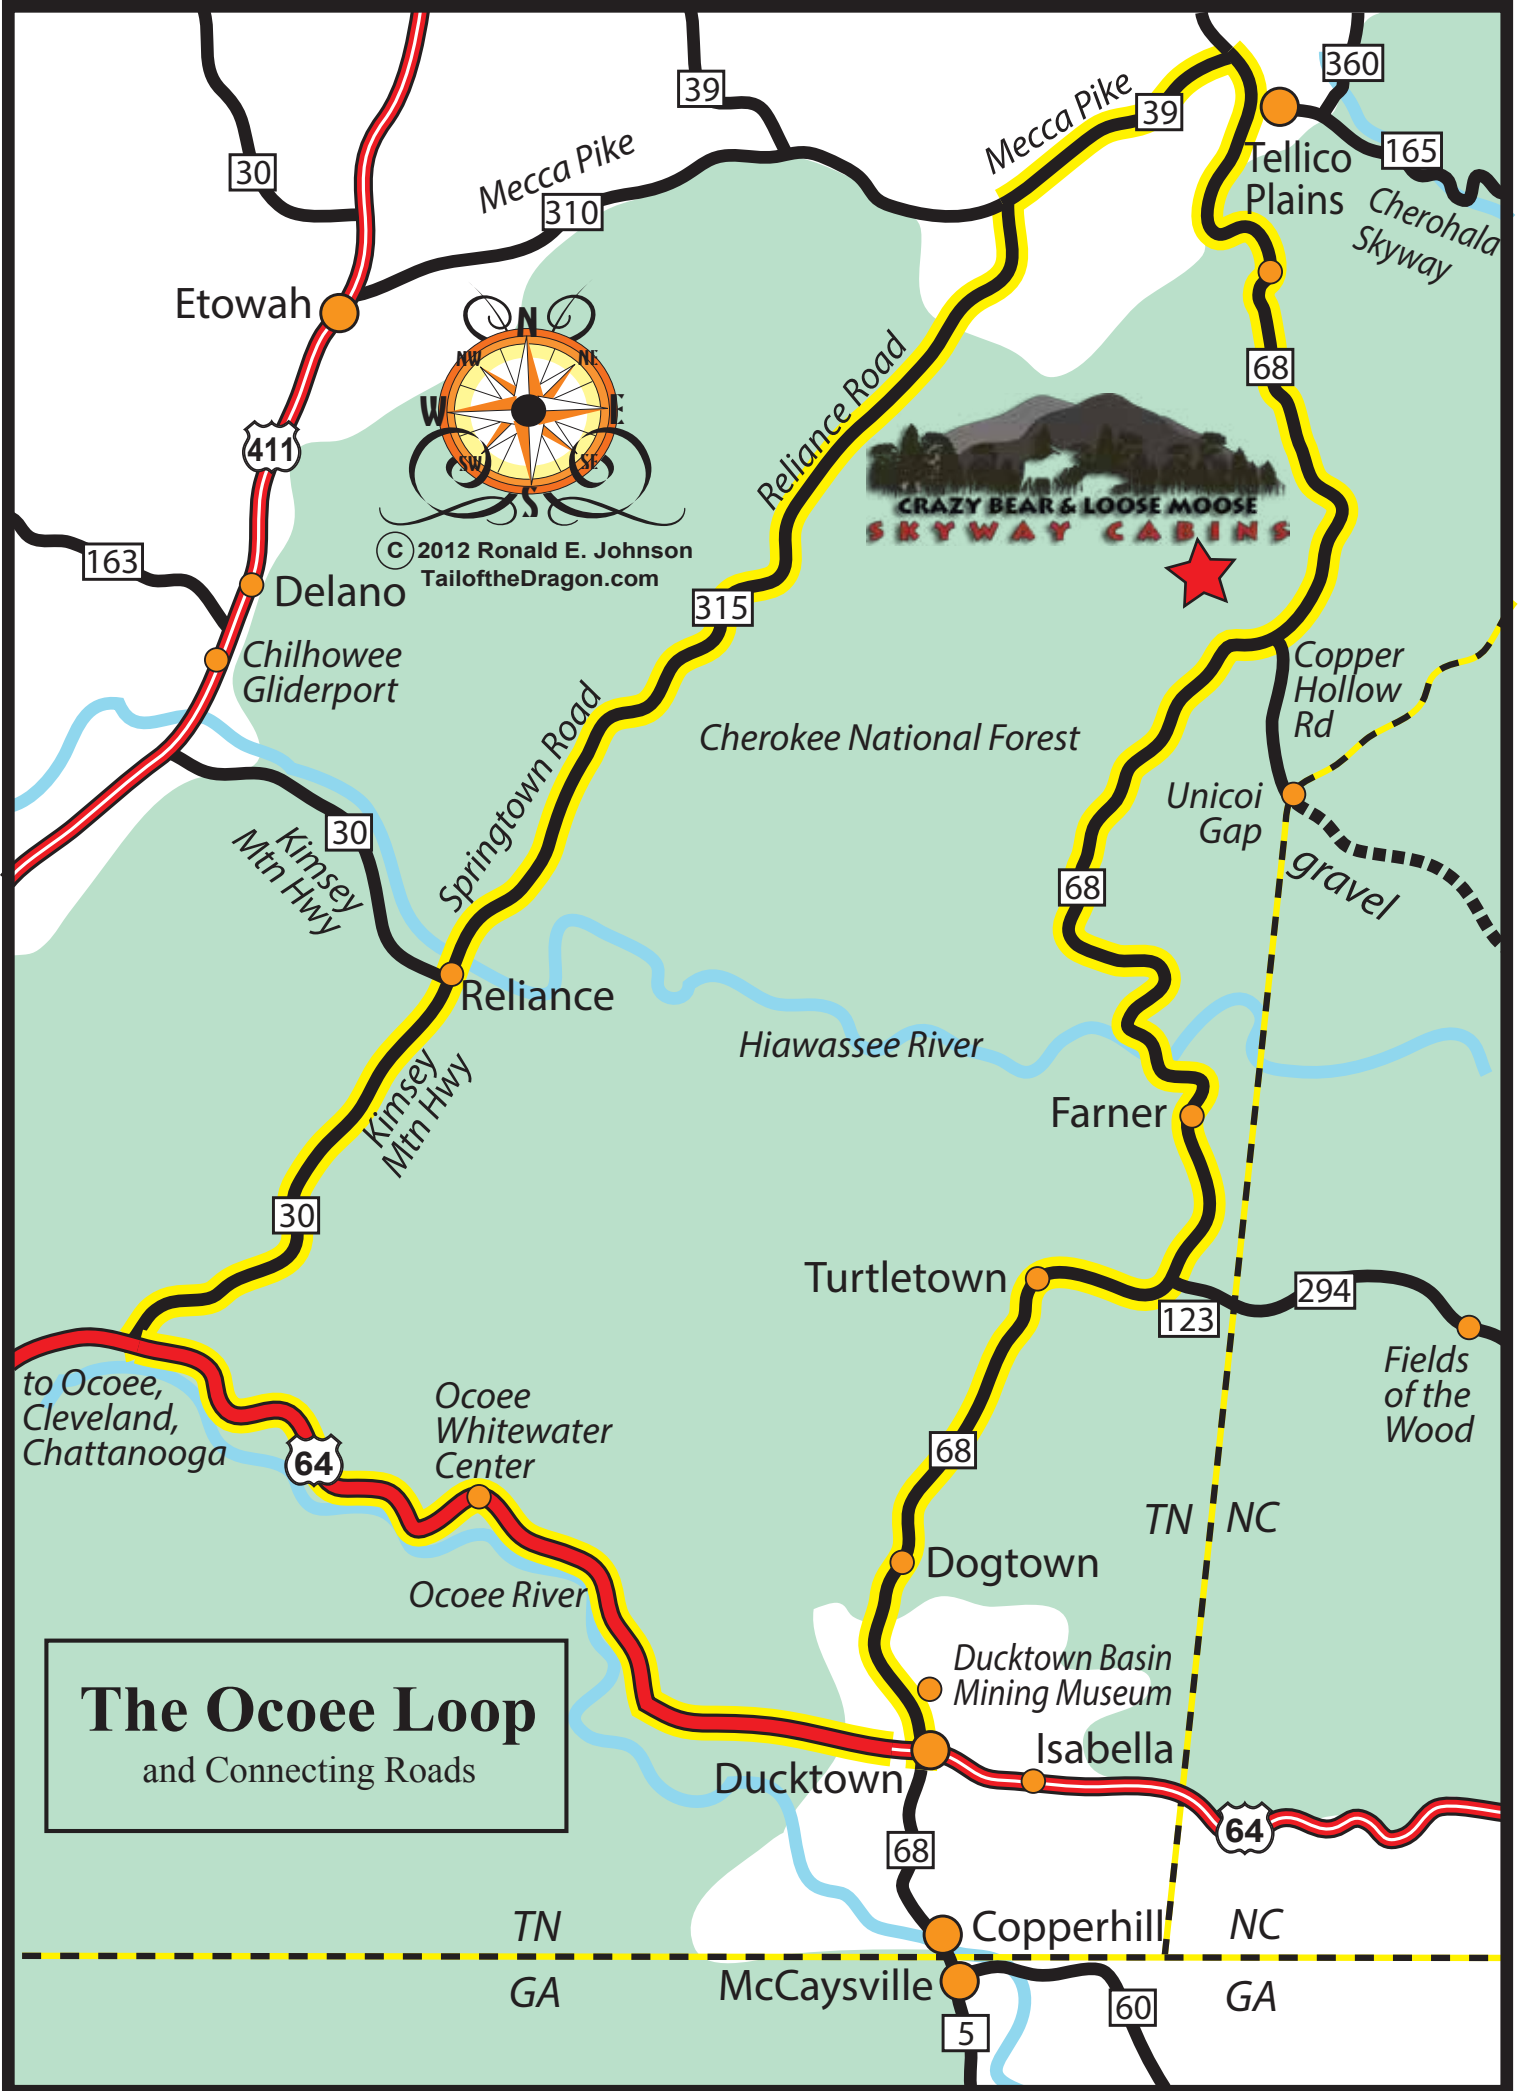 360
39
Mecca Pike
39
30
Mecca Pike
310
165
Tellico
Plains
Cherohala
Skyway
Etowah
N
NW
NE
W
E
SW
SE
S
68
Reliance Road
411
CRAZY BEAR & LOOSE MOOSE
SKYWAY CABINS
C 2012 Ronald E. Johnson
TailoftheDragon.com
163
Delano
315
Chilhowee
Gliderport
Copper
Hollow
Rd
Springtown Road
Cherokee National Forest
Unicoi
Gap
30
Kimsey
Mtn Hwy
68
gravel
Reliance
Hiawassee River
Kimsey
Mtn Hwy
Farner
30
Turtletown
123
294
Fields
of the
Wood
to Ocoee,
Cleveland,
Chattanooga
Ocoee
Whitewater
Center
64
68
TN
NC
Dogtown
Ocoee River
Ducktown Basin
Mining Museum
The Ocoee Loop
and Connecting Roads
Isabella
Ducktown
64
68
TN
Copperhill
NC
GA
McCaysville
GA
60
5